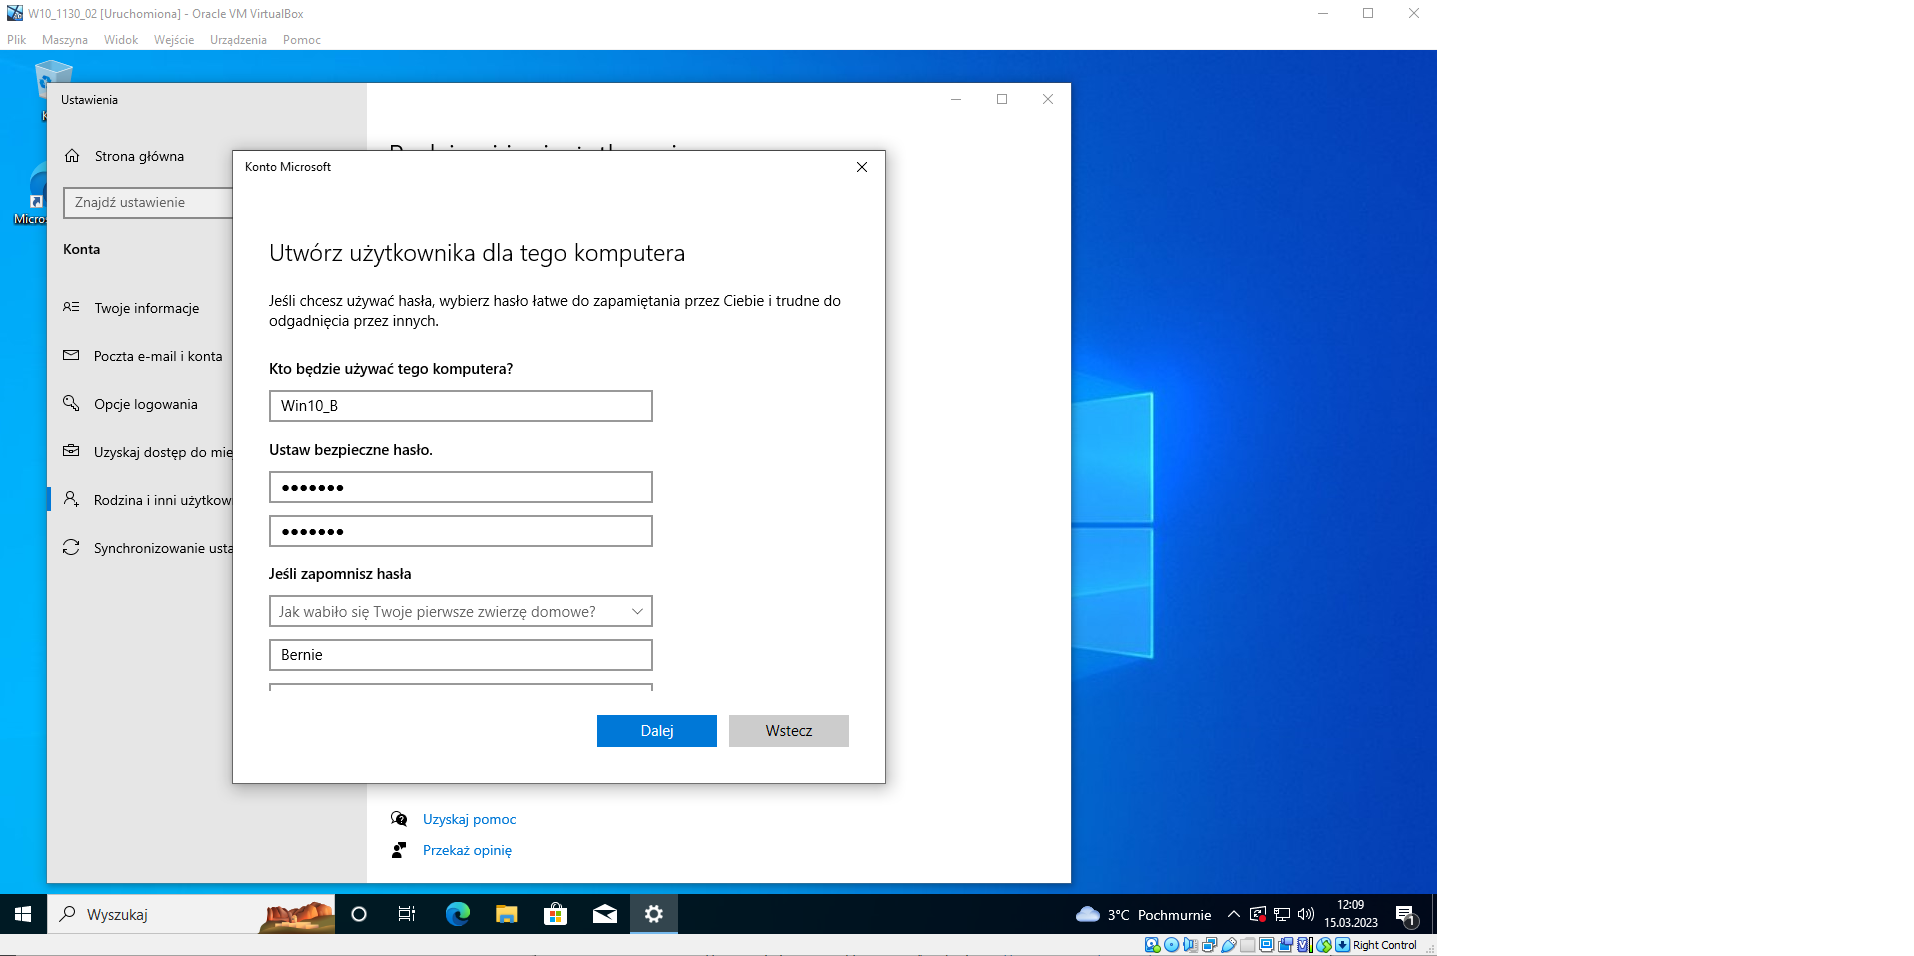 W10_1130_02 [Uruchomiona] - Oracle VM VirtualBox
Plik Maszyna Widok Wejście Urządzenia Pomoc
Ustawienia
Strona główna
Znajdź ustawienie
Konta
Twoje informacje
Poczta e-mail i konta
Opcje logowania
Uzyskaj dostęp do mie
Rodzina i inni użytkow
Synchronizowanie usta
Micros
Konto Microsoft
Utwórz użytkownika dla tego komputera
Jeśli chcesz używać hasła, wybierz hasło łatwe do zapamiętania przez Ciebie i trudne do
odgadnięcia przez innych.
Kto będzie używać tego komputera?
Win10_B
Ustaw bezpieczne hasło.
●●●●●●●
●●●●●●●
Jeśli zapomnisz hasła
Jak wabiło się Twoje pierwsze zwierzę domowe?
Bernie
Dalej Wstecz
Uzyskaj pomoc
Przekaż opinię
Wyszukaj
3°C Pochmurnie
12:09
15.03.2023
1
Right Control